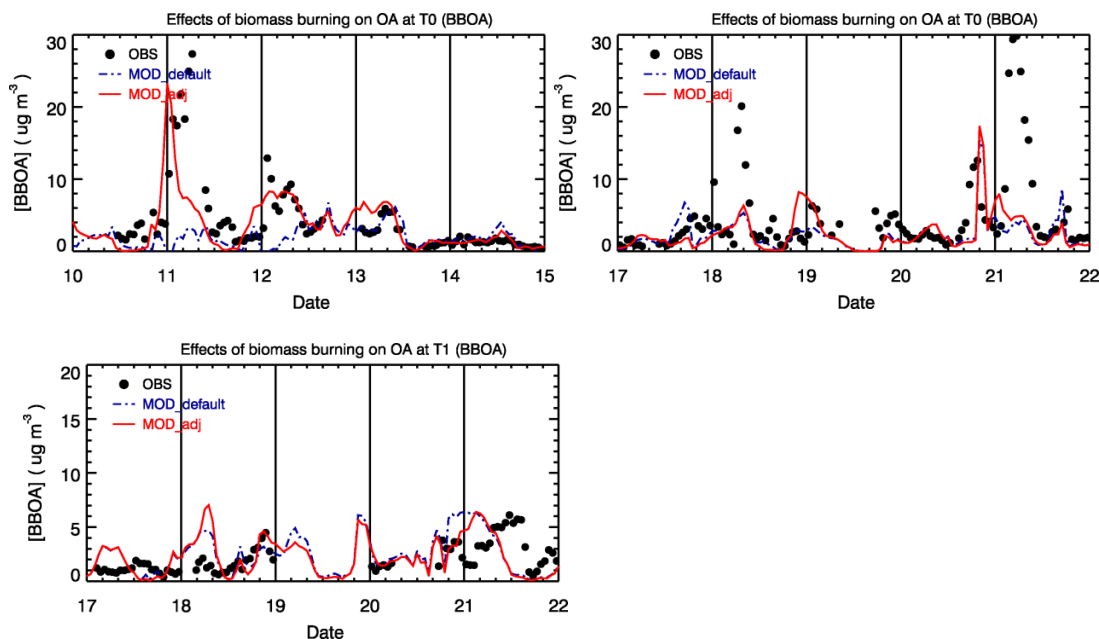 Effects of biomass burning on OA at T0 (BBOA)
30
20
10
0
[BBOA] ( ug m-3 )
OBS
MOD_default
MOD_adj
10 11 12 13 14 15
Date
Effects of biomass burning on OA at T0 (BBOA)
30
20
10
0
[BBOA] ( ug m-3 )
OBS
MOD_default
MOD_adj
17 18 19 20 21 22
Date
Effects of biomass burning on OA at T1 (BBOA)
20
15
10
5
0
[BBOA] ( ug m-3 )
OBS
MOD_default
MOD_adj
17 18 19 20 21 22
Date